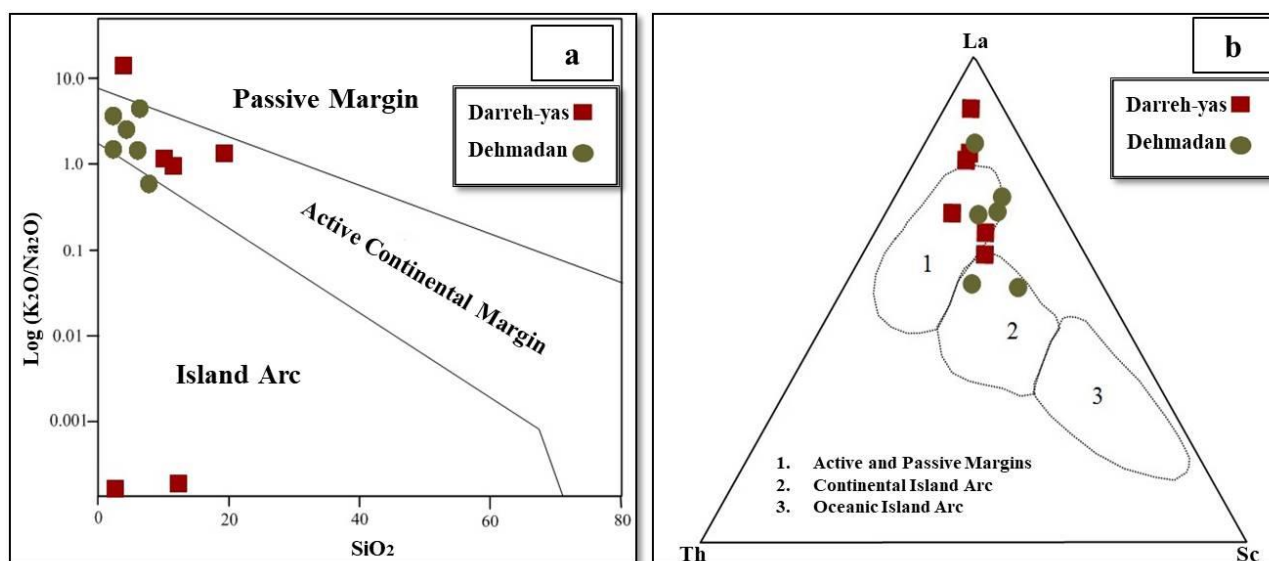 a
Darreh-yas
Dehmadan
Passive Margin
Active Continental Margin
Island Arc
Log (K₂O/Na₂O)
10.0
1.0
0.1
0.01
0.001
0 20 40 60 80
SiO₂
b
La
Darreh-yas
Dehmadan
1
2
3
1. Active and Passive Margins
2. Continental Island Arc
3. Oceanic Island Arc
Th Sc